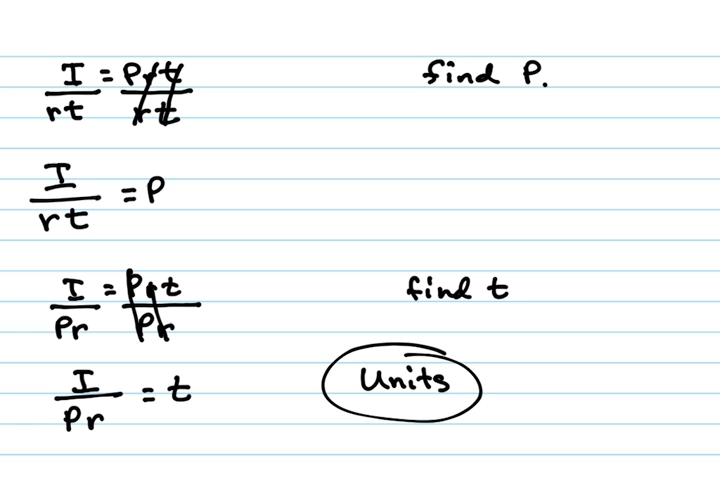 I/rt = Prt/rt find P.
I/rt = P
I/Pr = Prt/Pr find t
I/Pr = t Units